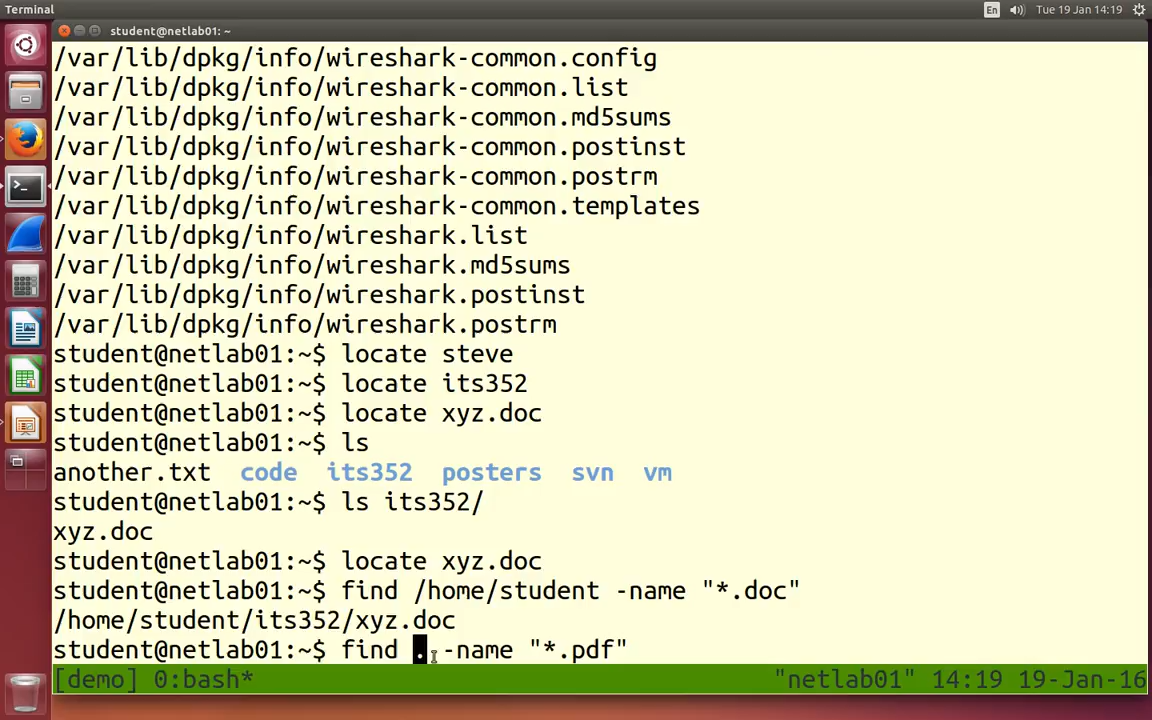 Terminal
En
Tue 19 Jan 14:19
student@netlab01: ~
/var/lib/dpkg/info/wireshark-common.config
/var/lib/dpkg/info/wireshark-common.list
/var/lib/dpkg/info/wireshark-common.md5sums
/var/lib/dpkg/info/wireshark-common.postinst
/var/lib/dpkg/info/wireshark-common.postrm
/var/lib/dpkg/info/wireshark-common.templates
/var/lib/dpkg/info/wireshark.list
/var/lib/dpkg/info/wireshark.md5sums
/var/lib/dpkg/info/wireshark.postinst
/var/lib/dpkg/info/wireshark.postrm
student@netlab01:~$ locate steve
student@netlab01:~$ locate its352
student@netlab01:~$ locate xyz.doc
student@netlab01:~$ ls
another.txt  code  its352  posters  svn  vm
student@netlab01:~$ ls its352/
xyz.doc
student@netlab01:~$ locate xyz.doc
student@netlab01:~$ find /home/student -name "*.doc"
/home/student/its352/xyz.doc
student@netlab01:~$ find . -name "*.pdf"
[demo] 0:bash* "netlab01" 14:19 19-Jan-16